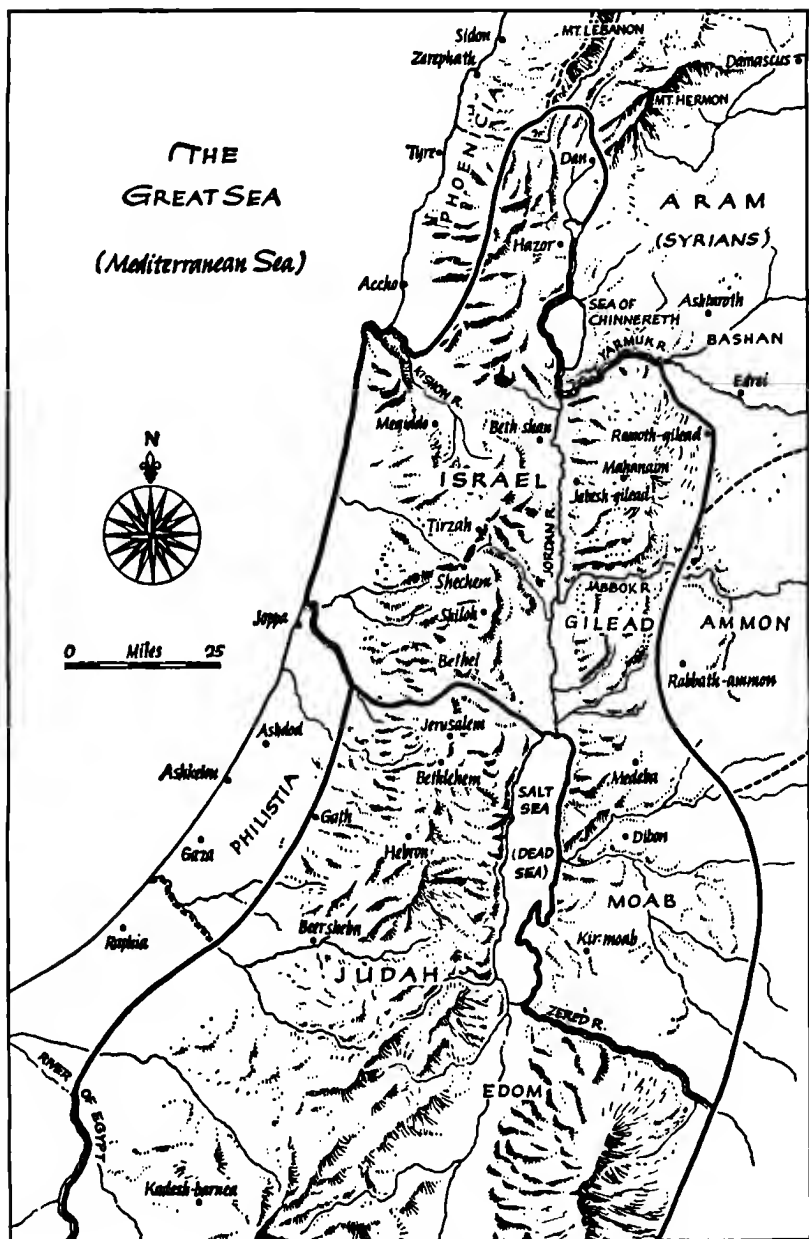 Sidon
MT. LEBANON
Zarephath
Damascus
MT. HERMON
PHOENICIA
THE
GREAT SEA
(Mediterranean Sea)
Tyre
Dan
ARAM
(SYRIANS)
Hazor
Accho
SEA OF
CHINNERETH
Ashtaroth
BASHAN
YARMUK R.
KISHON R.
Edrei
Megiddo
Beth-shan
Ramoth-gilead
N
Mahanaim
ISRAEL
Jabesh-gilead
Tirzah
JORDAN R.
Shechem
JABBOK R.
Joppa
Shiloh
GILEAD
AMMON
0 Miles 25
Bethel
Rabbath-ammon
Jerusalem
Ashdod
Bethlehem
Medeba
Ashkelon
SALT
SEA
PHILISTIA
Gath
Dibon
Gaza
Hebron
(DEAD
SEA)
MOAB
Raphia
Beersheba
Kir-moab
JUDAH
ZERED R.
RIVER OF EGYPT
EDOM
Kadesh-barnea